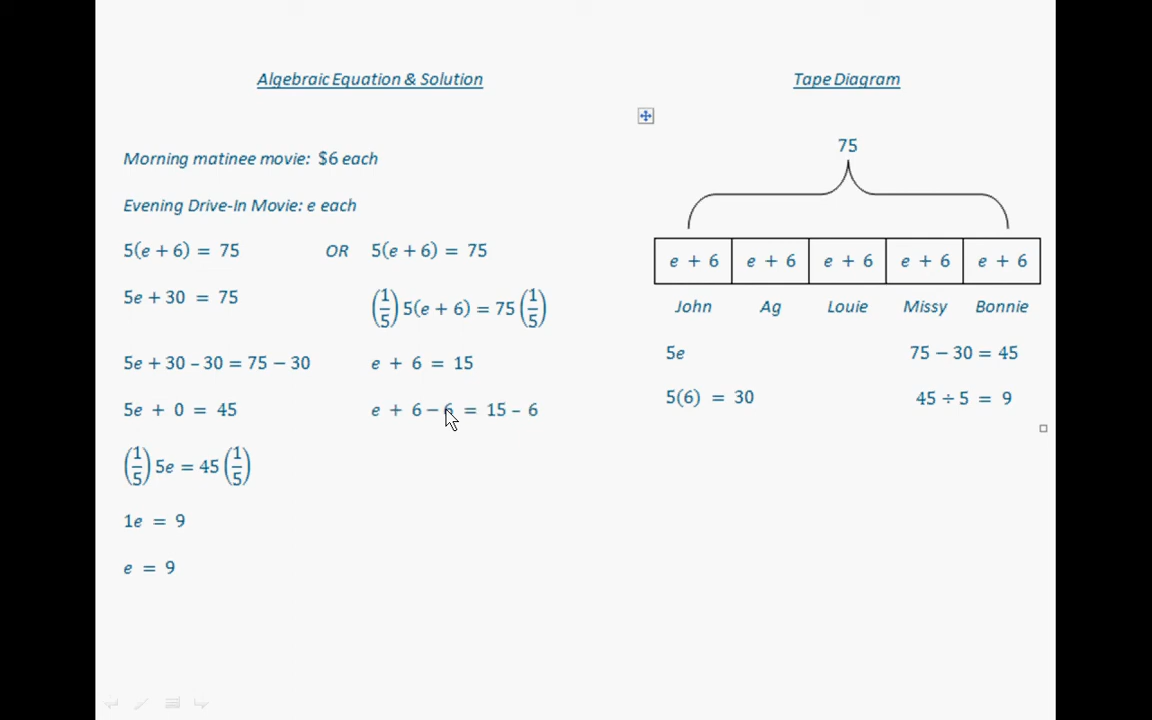 Algebraic Equation & Solution
Morning matinee movie: $6 each
Evening Drive-In Movie: e each
5(e + 6) = 75 OR 5(e + 6) = 75
5e + 30 = 75
(1/5) 5(e + 6) = 75 (1/5)
5e + 30 – 30 = 75 − 30
e + 6 = 15
5e + 0 = 45
e + 6 − 6 = 15 – 6
(1/5) 5e = 45 (1/5)
1e = 9
e = 9
Tape Diagram
75
e + 6 e + 6 e + 6 e + 6 e + 6
John Ag Louie Missy Bonnie
5e 75 − 30 = 45
5(6) = 30 45 ÷ 5 = 9